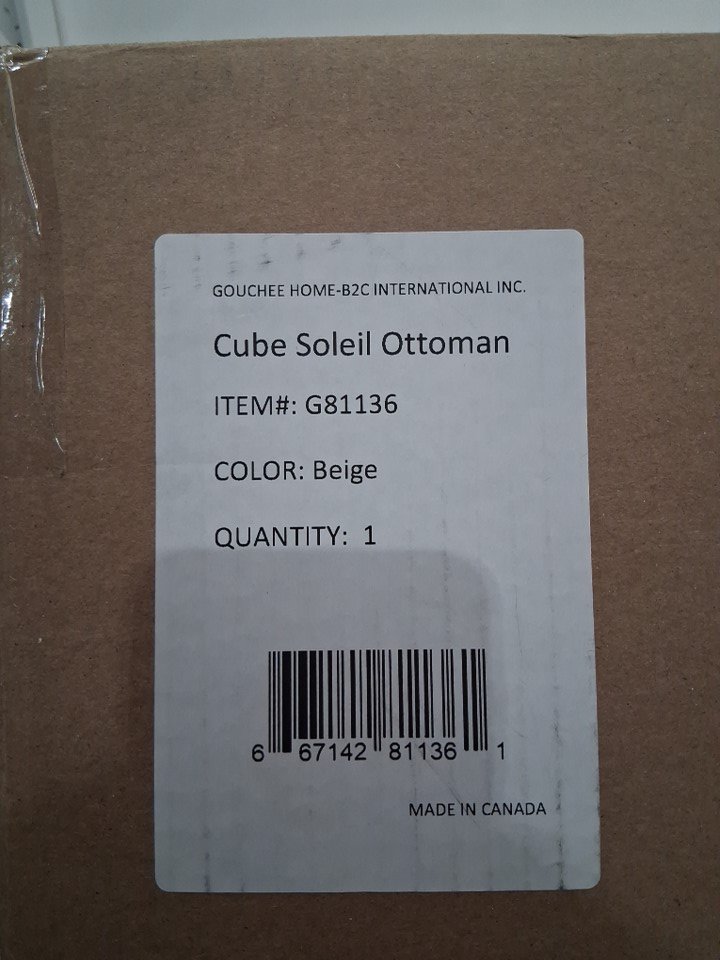 GOUCHEE HOME-B2C INTERNATIONAL INC.
Cube Soleil Ottoman
ITEM#: G81136
COLOR: Beige
QUANTITY: 1
6 67142 81136 1
MADE IN CANADA